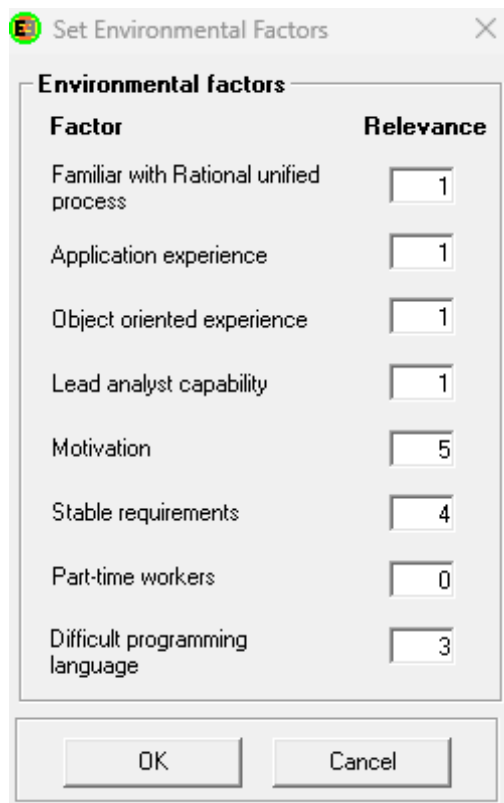 Set Environmental Factors
Environmental factors
Factor Relevance
Familiar with Rational unified
process 1
Application experience 1
Object oriented experience 1
Lead analyst capability 1
Motivation 5
Stable requirements 4
Part-time workers 0
Difficult programming
language 3
OK Cancel